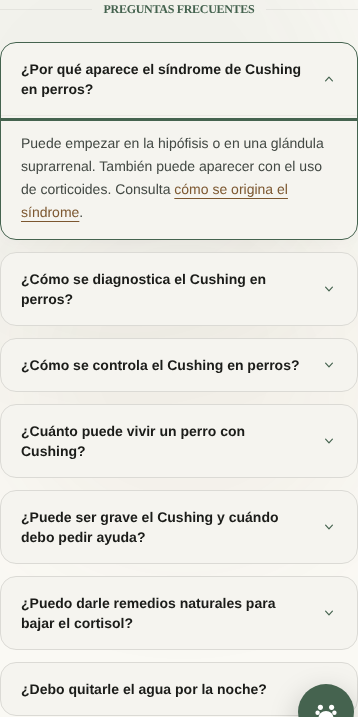 PREGUNTAS FRECUENTES
¿Por qué aparece el síndrome de Cushing
en perros?
Puede empezar en la hipófisis o en una glándula
suprarrenal. También puede aparecer con el uso
de corticoides. Consulta cómo se origina el
síndrome.
¿Cómo se diagnostica el Cushing en
perros?
¿Cómo se controla el Cushing en perros?
¿Cuánto puede vivir un perro con
Cushing?
¿Puede ser grave el Cushing y cuándo
debo pedir ayuda?
¿Puedo darle remedios naturales para
bajar el cortisol?
¿Debo quitarle el agua por la noche?